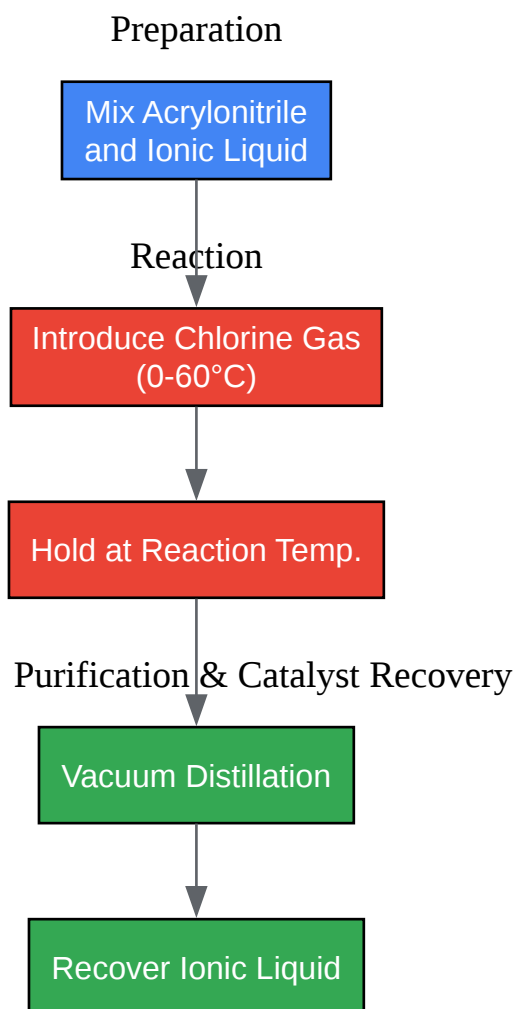 Preparation
Mix Acrylonitrile
and Ionic Liquid
Reaction
Introduce Chlorine Gas
(0-60°C)
Hold at Reaction Temp.
Purification & Catalyst Recovery
Vacuum Distillation
Recover Ionic Liquid